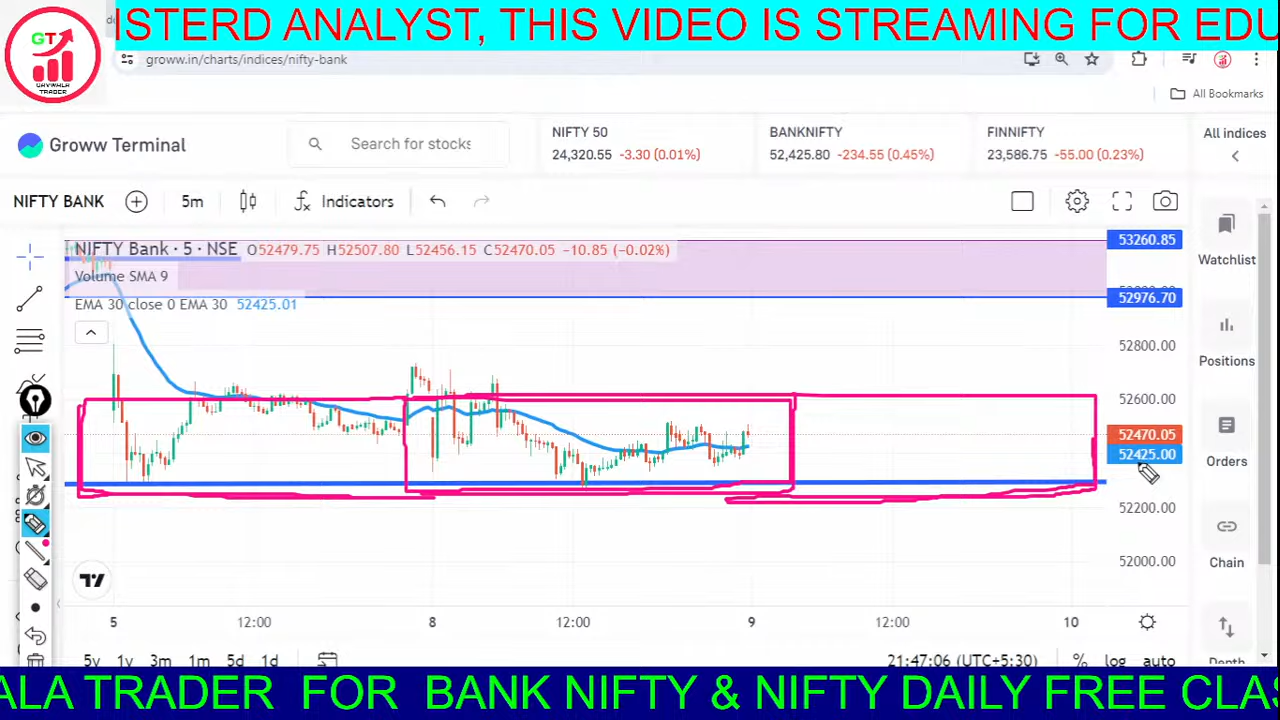 ISTERD ANALYST, THIS VIDEO IS STREAMING FOR EDU
GT
GHYWALA
TRADER
groww.in/charts/indices/nifty-bank
All Bookmarks
Groww Terminal
Search for stocks
NIFTY 50
24,320.55 -3.30 (0.01%)
BANKNIFTY
52,425.80 -234.55 (0.45%)
FINNIFTY
23,586.75 -55.00 (0.23%)
All indices
NIFTY BANK
5m
Indicators
NIFTY Bank · 5 · NSE O52479.75 H52507.80 L52456.15 C52470.05 -10.85 (-0.02%)
Volume SMA 9
EMA 30 close 0 EMA 30 52425.01
53260.85
52976.70
52800.00
52600.00
52470.05
52425.00
52200.00
52000.00
Watchlist
Positions
Orders
Chain
Depth
5 12:00 8 12:00 9 12:00 10
5y 1y 3m 1m 5d 1d
21:47:06 (UTC+5:30) % log auto
ALA TRADER FOR BANK NIFTY & NIFTY DAILY FREE CLAS